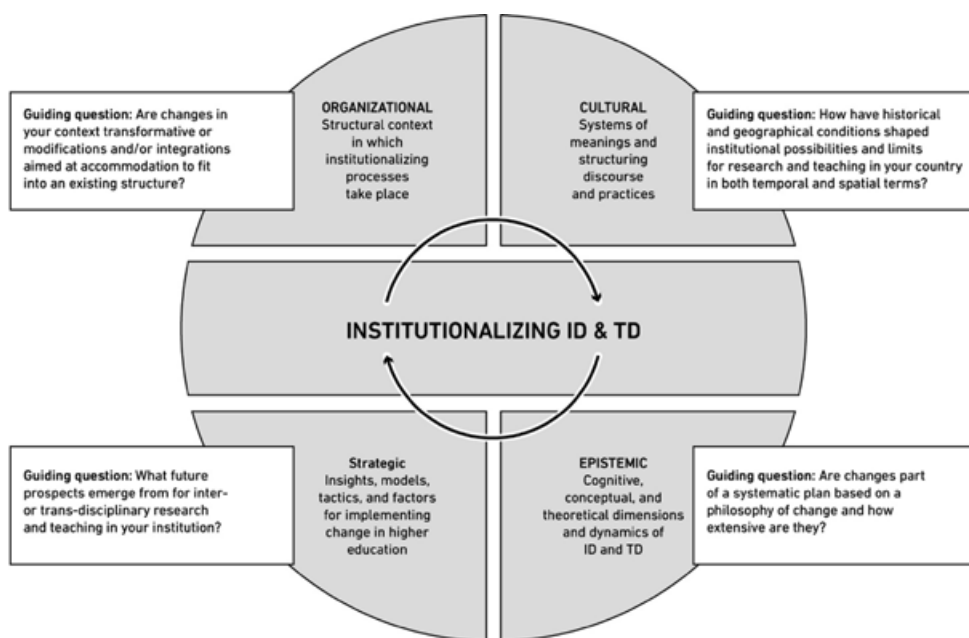 Guiding question: Are changes in
your context transformative or
modifications and/or integrations
aimed at accommodation to fit
into an existing structure?
ORGANIZATIONAL
Structural context
in which
institutionalizing
processes
take place
CULTURAL
Systems of
meanings and
structuring
discourse
and practices
Guiding question: How have historical
and geographical conditions shaped
institutional possibilities and limits
for research and teaching in your country
in both temporal and spatial terms?
INSTITUTIONALIZING ID & TD
Guiding question: What future
prospects emerge from for inter-
or trans-disciplinary research
and teaching in your institution?
Strategic
Insights, models,
tactics, and factors
for implementing
change in higher
education
EPISTEMIC
Cognitive,
conceptual, and
theoretical dimensions
and dynamics of
ID and TD
Guiding question: Are changes part
of a systematic plan based on a
philosophy of change and how
extensive are they?